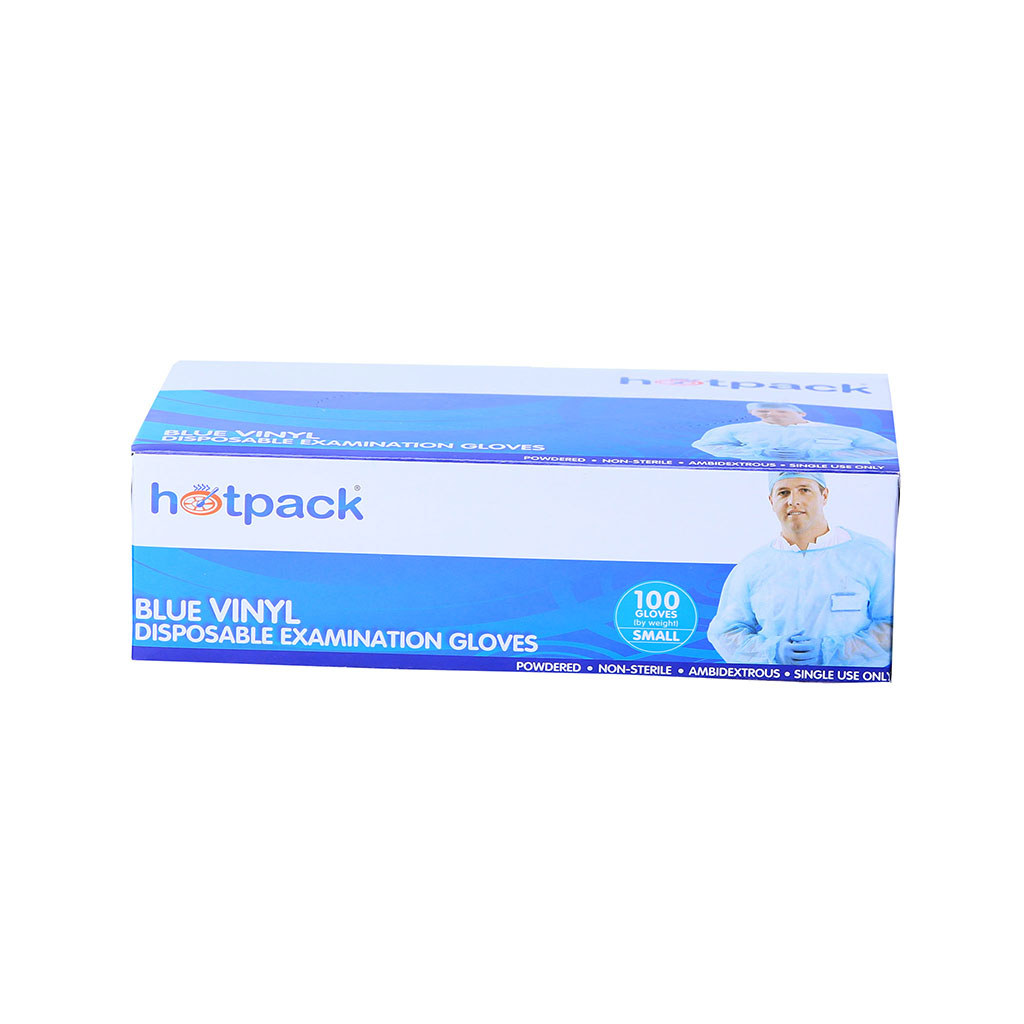 hotpack
BLUE VINYL
DISPOSABLE EXAMINATION GLOVES
POWDERED • NON-STERILE • AMBIDEXTROUS • SINGLE USE ONLY
hotpack®
100
GLOVES
(by weight)
SMALL
BLUE VINYL
DISPOSABLE EXAMINATION GLOVES
POWDERED • NON-STERILE • AMBIDEXTROUS • SINGLE USE ONLY